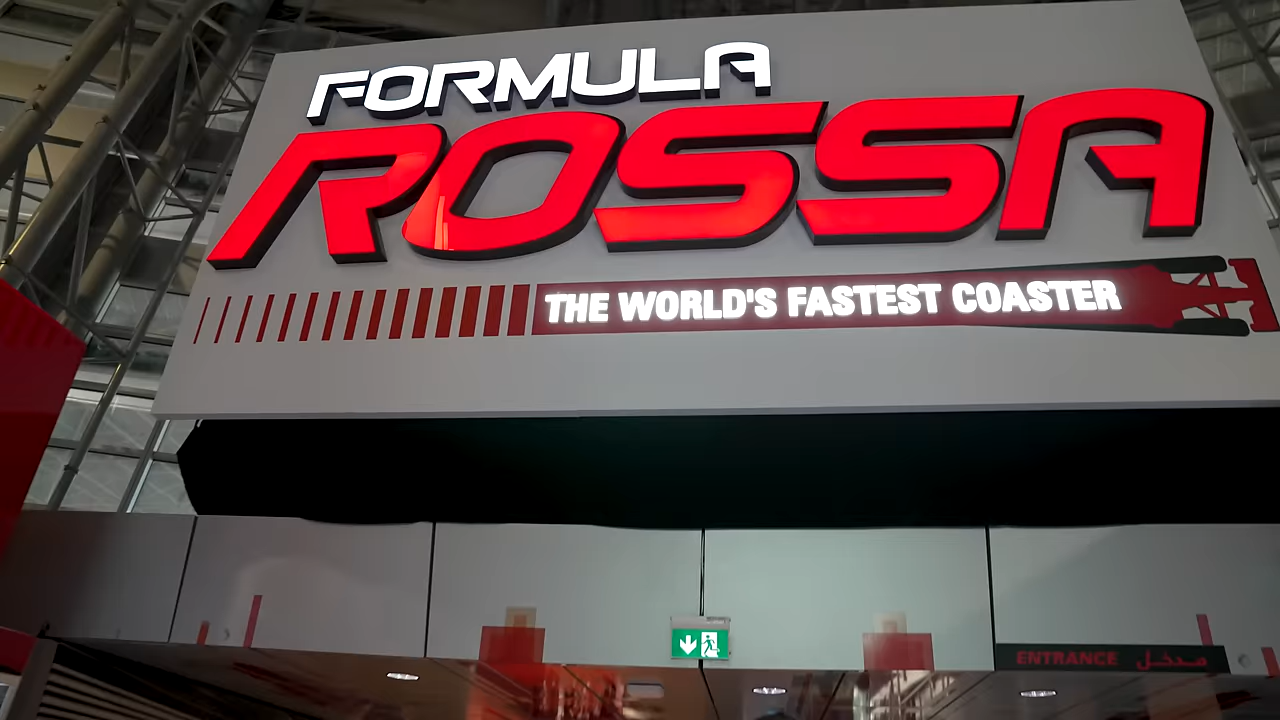 FORMULA
ROSSA
THE WORLD'S FASTEST COASTER
ENTRANCE مدخل